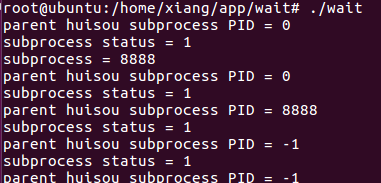 root@ubuntu:/home/xiang/app/wait# ./wait
parent huisou subprocess PID = 0
subprocess status = 1
subprocess = 8888
parent huisou subprocess PID = 0
subprocess status = 1
parent huisou subprocess PID = 8888
subprocess status = 1
parent huisou subprocess PID = -1
subprocess status = 1
parent huisou subprocess PID = -1